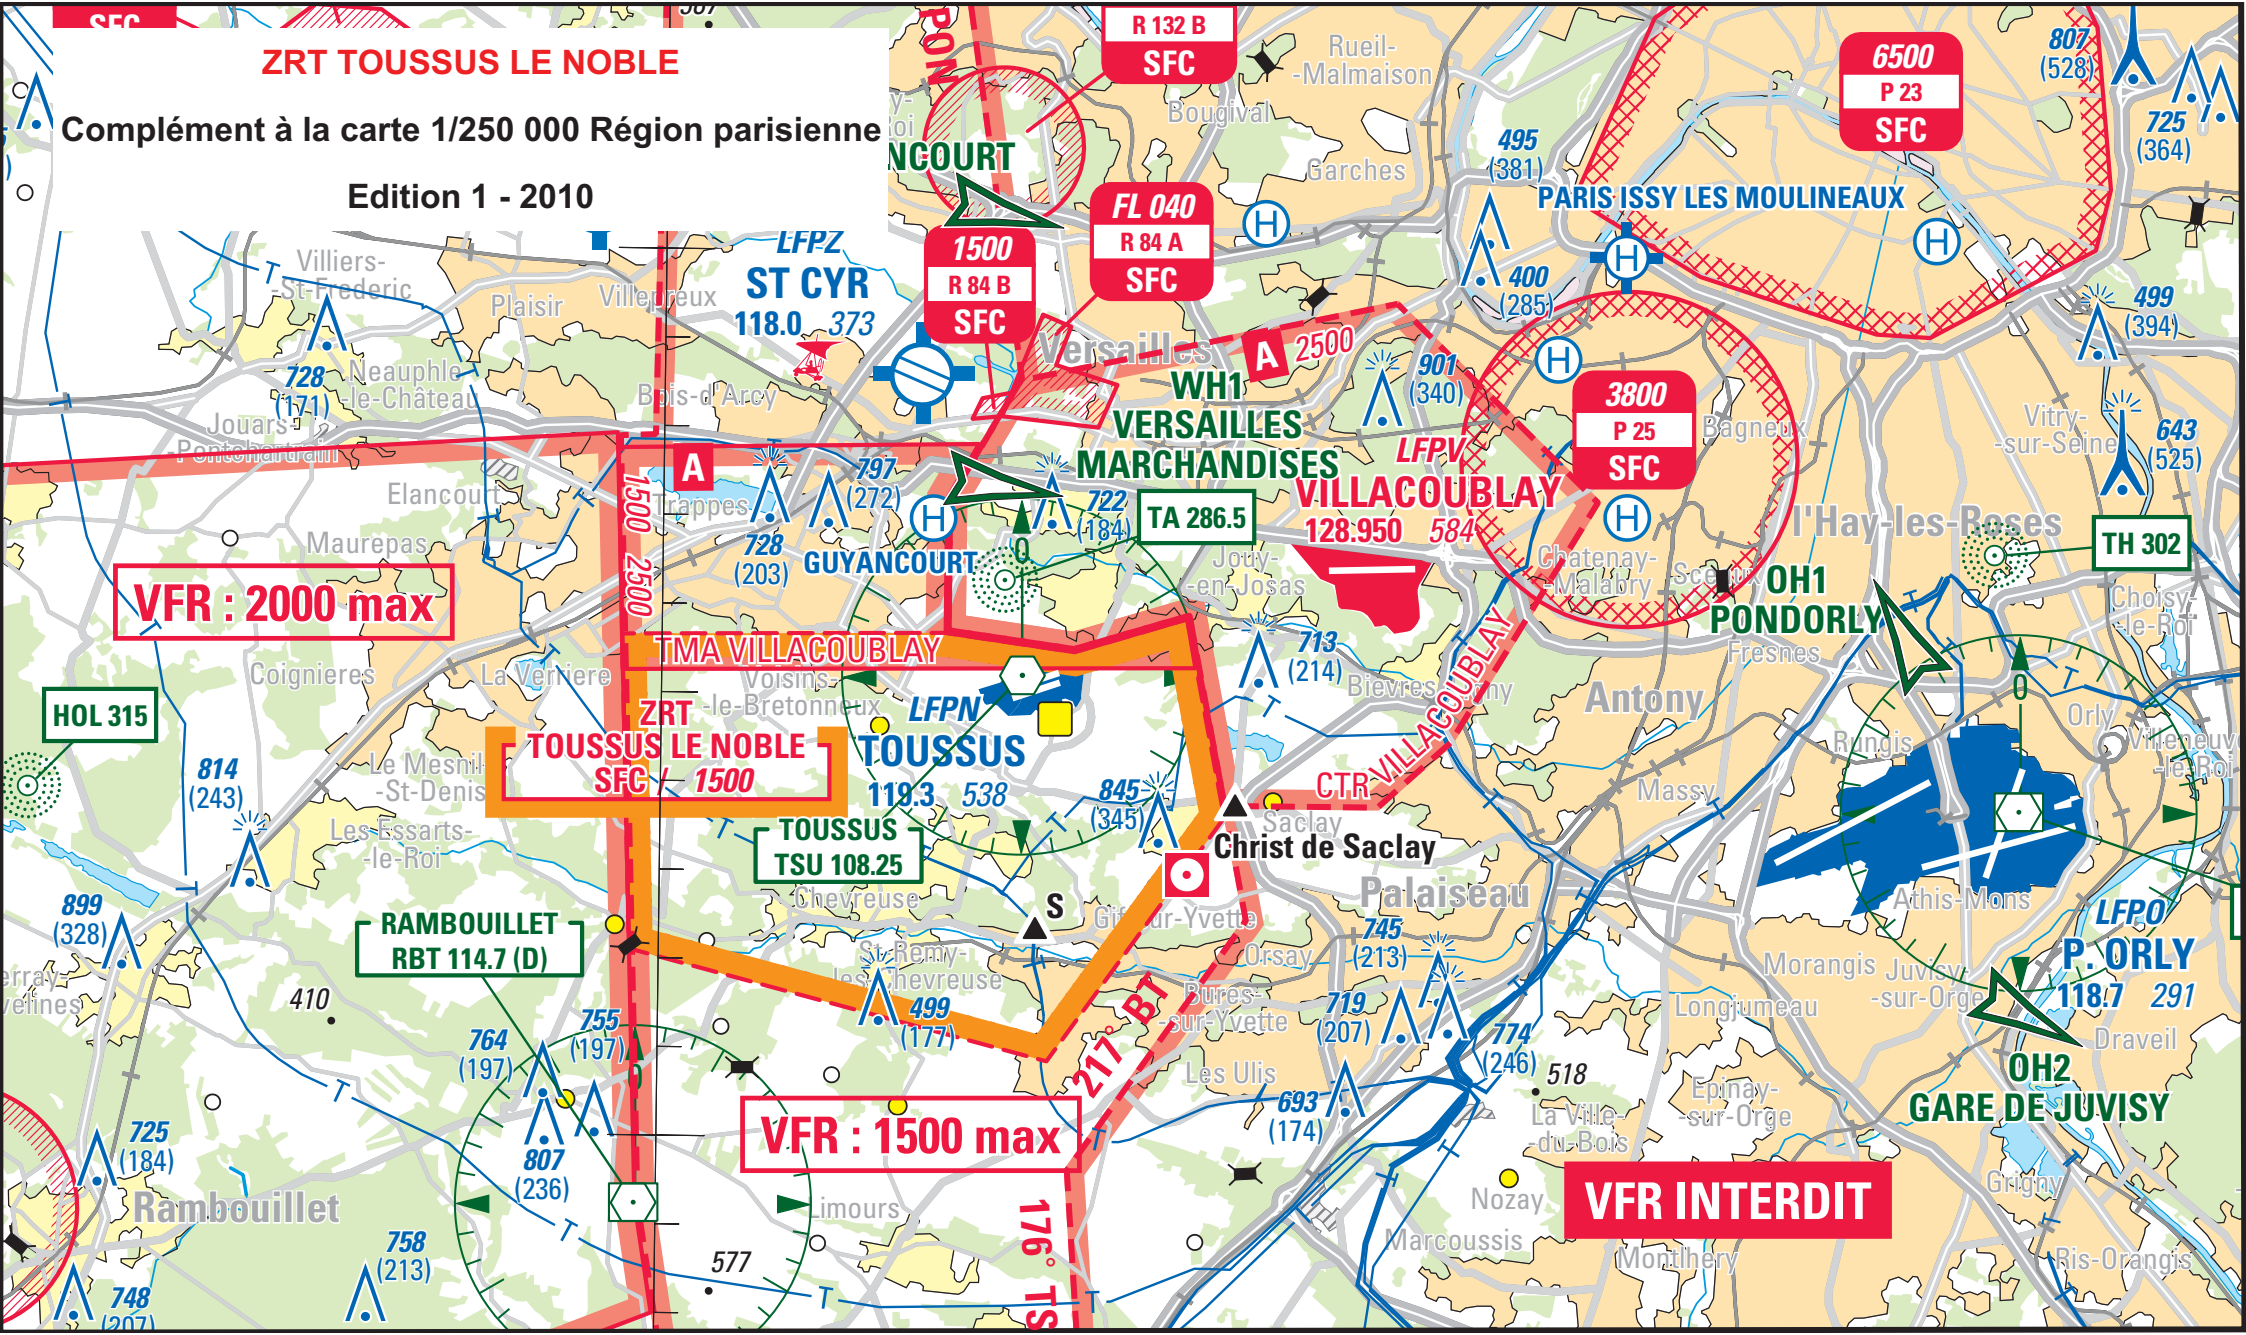 SFC
ZRT TOUSSUS LE NOBLE
Complément à la carte 1/250 000 Région parisienne
Edition 1 - 2010
PON
R 132 B
SFC
Rueil-
-Malmaison
Bougival
Garches
NCOURT
6500
P 23
SFC
807
(528)
725
(364)
495
(381)
PARIS ISSY LES MOULINEAUX
H
H
H
400
(285)
499
(394)
FL 040
R 84 A
SFC
1500
R 84 B
SFC
LFPZ
ST CYR
118.0 373
Villiers-
-St-Frederic
Plaisir
Villepreux
728
(171)
Neauphle
-le-Château
Jouars-
-Pontchartrain
Bois-d'Arcy
Versailles
A 2500
WH1
VERSAILLES
MARCHANDISES
901
(340)
H
3800
P 25
SFC
Bagneux
H
Vitry-
-sur-Seine
643
(525)
LFPV
VILLACOUBLAY
128.950 584
A
797
(272)
Trappes
728
(203)
1500 2500
H
GUYANCOURT
722
(184)
TA 286.5
0
Elancourt
Maurepas
VFR : 2000 max
Jouy-
-en-Josas
Chatenay-
-Malabry
l'Hay-les-Roses
TH 302
OH1
PONDORLY
Choisy-
-le-Roi
Fresnes
713
(214)
Bievres
Antony
TMA VILLACOUBLAY
Coignieres
La Verriere
Voisins-
-le-Bretonneux
HOL 315
ZRT
TOUSSUS LE NOBLE
SFC / 1500
LFPN
TOUSSUS
119.3 538
CTR VILLACOUBLAY
0
Orly
Rungis
Villeneuv
-le-Roi
Massy
814
(243)
Le Mesnil-
-St-Denis
Les Essarts-
-le-Roi
845
(345)
TOUSSUS
TSU 108.25
Saclay
Christ de Saclay
Palaiseau
Athis-Mons
LFPO
P. ORLY
118.7 291
899
(328)
RAMBOUILLET
RBT 114.7 (D)
Chevreuse
S
Gif-sur-Yvette
St-Remy-
les-Chevreuse
499
(177)
Orsay
745
(213)
Morangis
Juvisy-
-sur-Orge
Longjumeau
Draveil
410
Bures-
-sur-Yvette
217° BT
719
(207)
774
(246)
764
(197)
755
(197)
Les Ulis
518
OH2
GARE DE JUVISY
Epinay-
-sur-Orge
La Ville-
-du-Bois
693
(174)
VFR : 1500 max
725
(184)
807
(236)
VFR INTERDIT
Nozay
Grigny
Rambouillet
Limours
176° TS
Marcoussis
Montlhery
Ris-Orangis
758
(213)
577
748
(207)